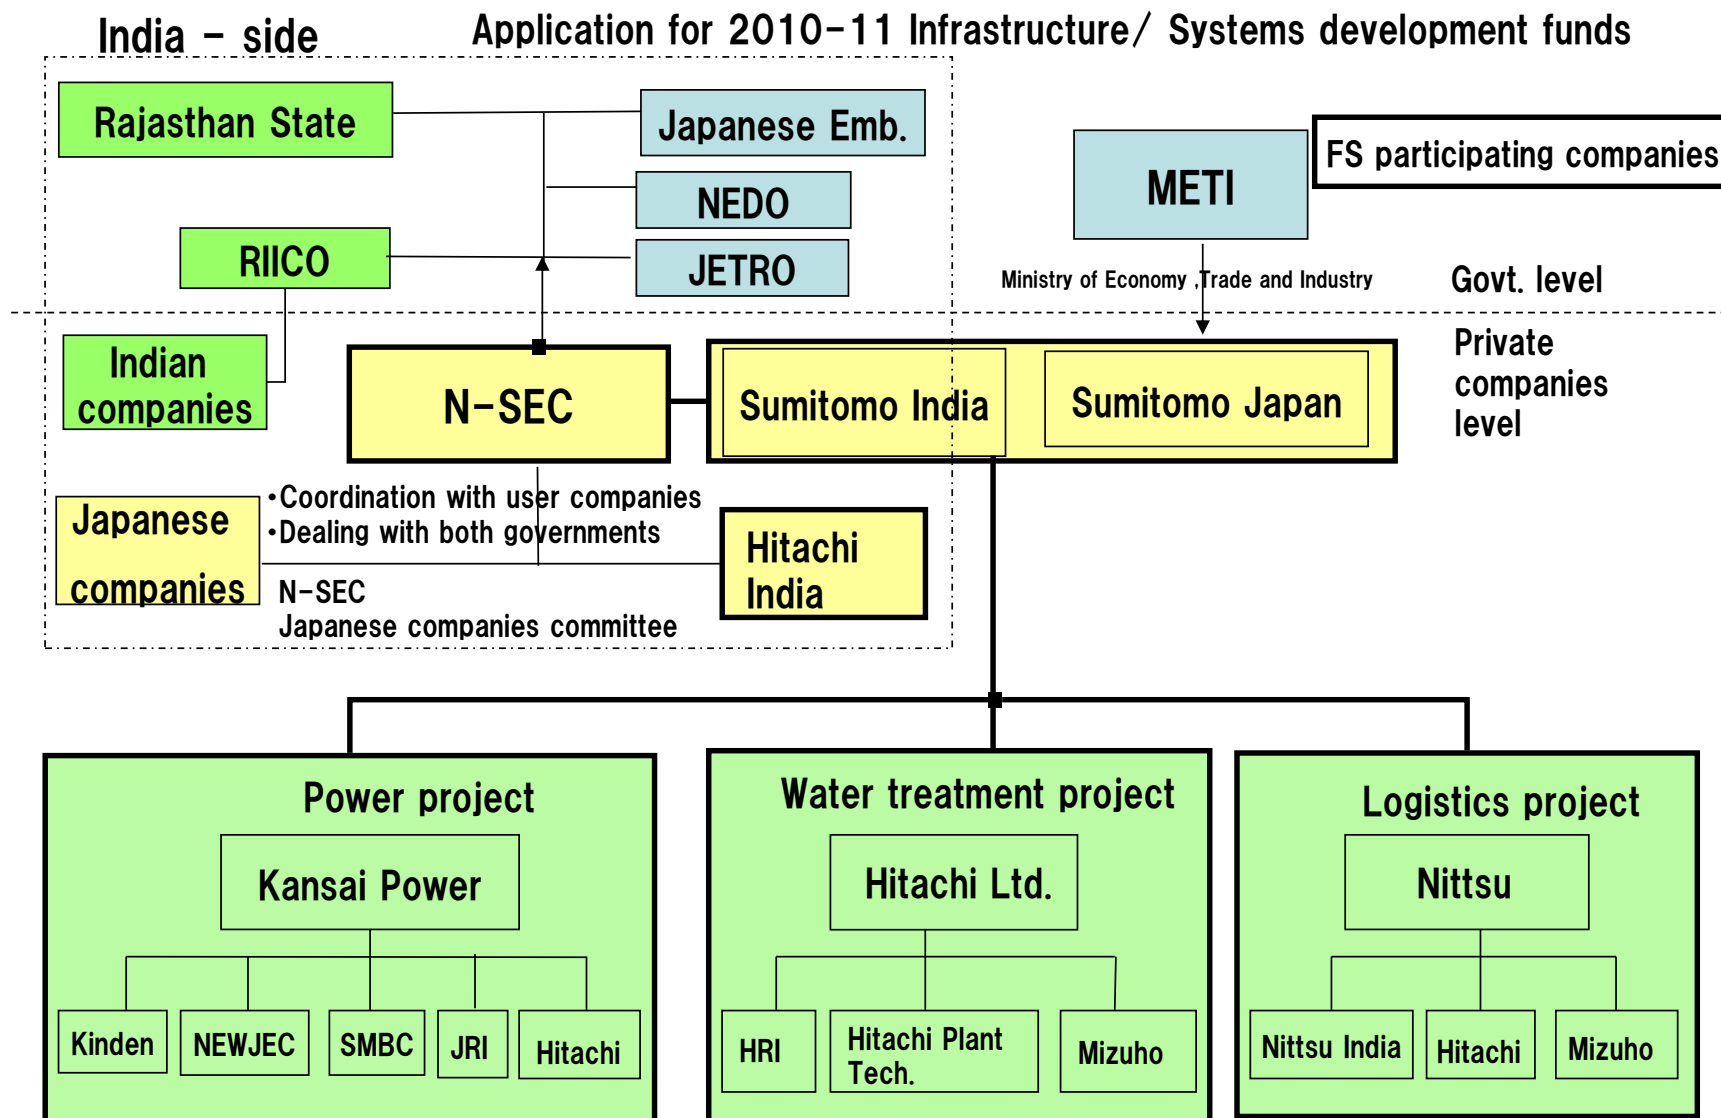 India - side
Application for 2010-11 Infrastructure/ Systems development funds
Rajasthan State
Japanese Emb.
METI
FS participating companies
NEDO
RIICO
JETRO
Ministry of Economy ,Trade and Industry
Govt. level
Indian
companies
N-SEC
Sumitomo India
Sumitomo Japan
Private
companies
level
Japanese
companies
・Coordination with user companies
・Dealing with both governments
N-SEC
Japanese companies committee
Hitachi
India
Power project
Kansai Power
Kinden
NEWJEC
SMBC
JRI
Hitachi
Water treatment project
Hitachi Ltd.
HRI
Hitachi Plant
Tech.
Mizuho
Logistics project
Nittsu
Nittsu India
Hitachi
Mizuho